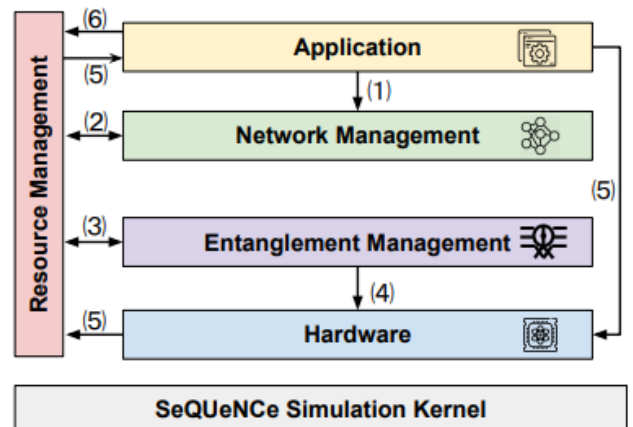 (6)
Application
(5)
(1)
(2)
Network Management
(5)
Resource Management
(3)
Entanglement Management
(4)
(5)
Hardware
SeQUeNCe Simulation Kernel